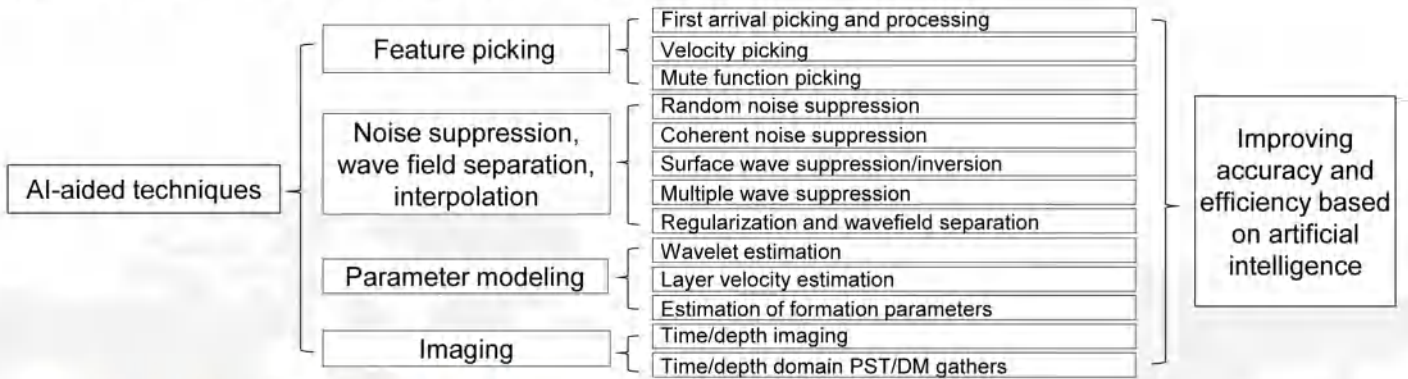 AI-aided techniques
Feature picking
First arrival picking and processing
Velocity picking
Mute function picking
Noise suppression,
wave field separation,
interpolation
Random noise suppression
Coherent noise suppression
Surface wave suppression/inversion
Multiple wave suppression
Regularization and wavefield separation
Parameter modeling
Wavelet estimation
Layer velocity estimation
Estimation of formation parameters
Imaging
Time/depth imaging
Time/depth domain PST/DM gathers
Improving
accuracy and
efficiency based
on artificial
intelligence